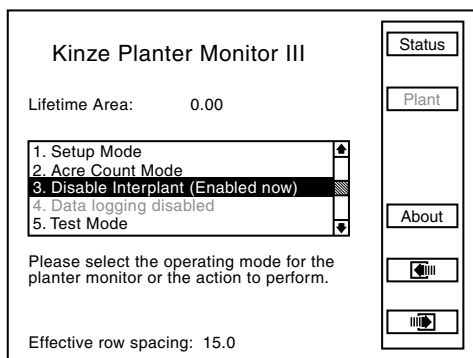 Kinze Planter Monitor III
Lifetime Area: 0.00
1. Setup Mode
2. Acre Count Mode
3. Disable Interplant (Enabled now)
4. Data logging disabled
5. Test Mode
Please select the operating mode for the
planter monitor or the action to perform.
Effective row spacing: 15.0
Status
Plant
About